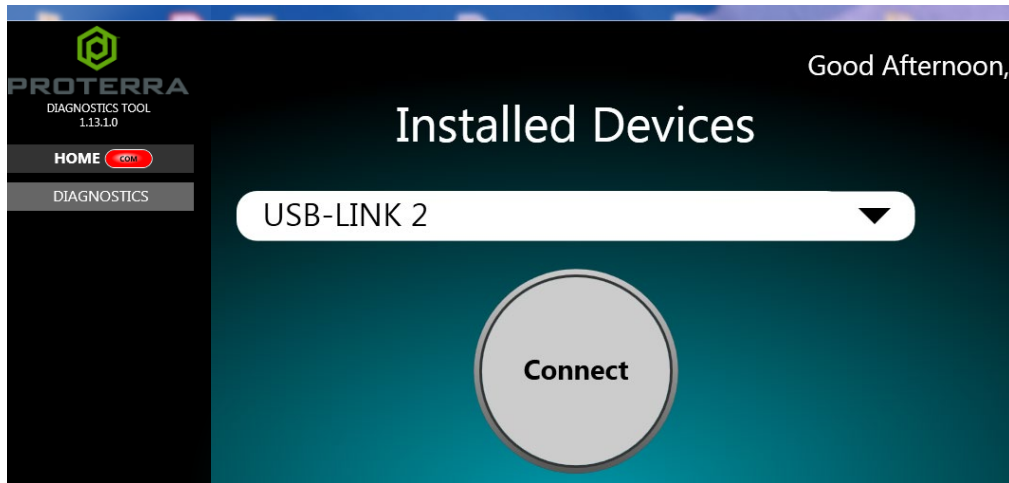 PROTERRA
DIAGNOSTICS TOOL
1.13.1.0
HOME COM
DIAGNOSTICS
Good Afternoon,
Installed Devices
USB-LINK 2
Connect